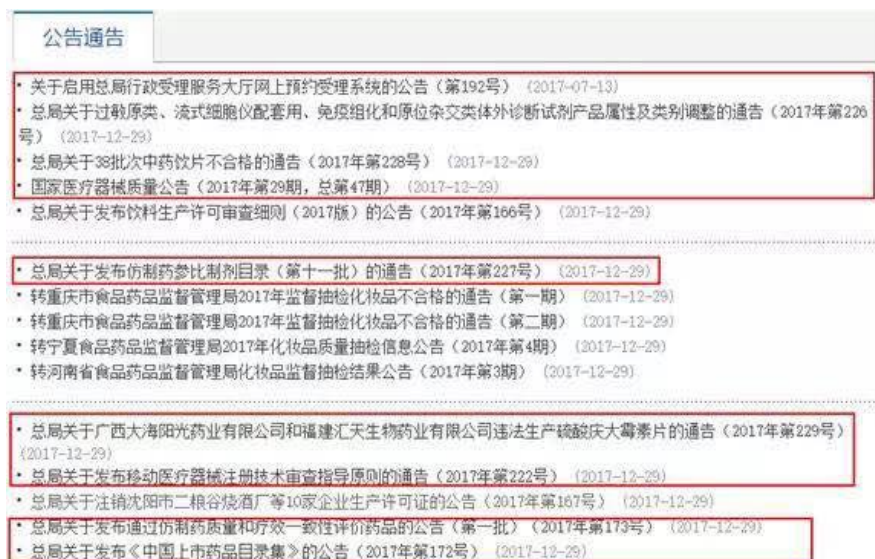 公告通告
• 关于启用总局行政受理服务大厅网上预约受理系统的公告（第192号） (2017-07-13)
• 总局关于过敏原类、流式细胞仪配套用、免疫组化和原位杂交类体外诊断试剂产品属性及类别调整的通告（2017年第226
号） (2017-12-29)
• 总局关于38批次中药饮片不合格的通告（2017年第228号） (2017-12-29)
• 国家医疗器械质量公告（2017年第29期，总第47期） (2017-12-29)
• 总局关于发布饮料生产许可审查细则（2017版）的公告（2017年第166号） (2017-12-29)
• 总局关于发布仿制药参比制剂目录（第十一批）的通告（2017年第227号） (2017-12-29)
• 转重庆市食品药品监督管理局2017年监督抽检化妆品不合格的通告（第一期） (2017-12-29)
• 转重庆市食品药品监督管理局2017年监督抽检化妆品不合格的通告（第二期） (2017-12-29)
• 转宁夏食品药品监督管理局2017年化妆品质量抽检信息公告（2017年第4期） (2017-12-29)
• 转河南省食品药品监督管理局化妆品监督抽检结果公告（2017年第3期） (2017-12-29)
• 总局关于广西大海阳光药业有限公司和福建汇天生物药业有限公司违法生产硫酸庆大霉素片的通告（2017年第229号）
(2017-12-29)
• 总局关于发布移动医疗器械注册技术审查指导原则的通告（2017年第222号） (2017-12-29)
• 总局关于注销沈阳市二粮谷烧酒厂等10家企业生产许可证的公告（2017年第167号） (2017-12-29)
• 总局关于发布通过仿制药质量和疗效一致性评价药品的公告（第一批）（2017年第173号） (2017-12-29)
• 总局关于发布《中国上市药品目录集》的公告（2017年第172号） (2017-12-29)